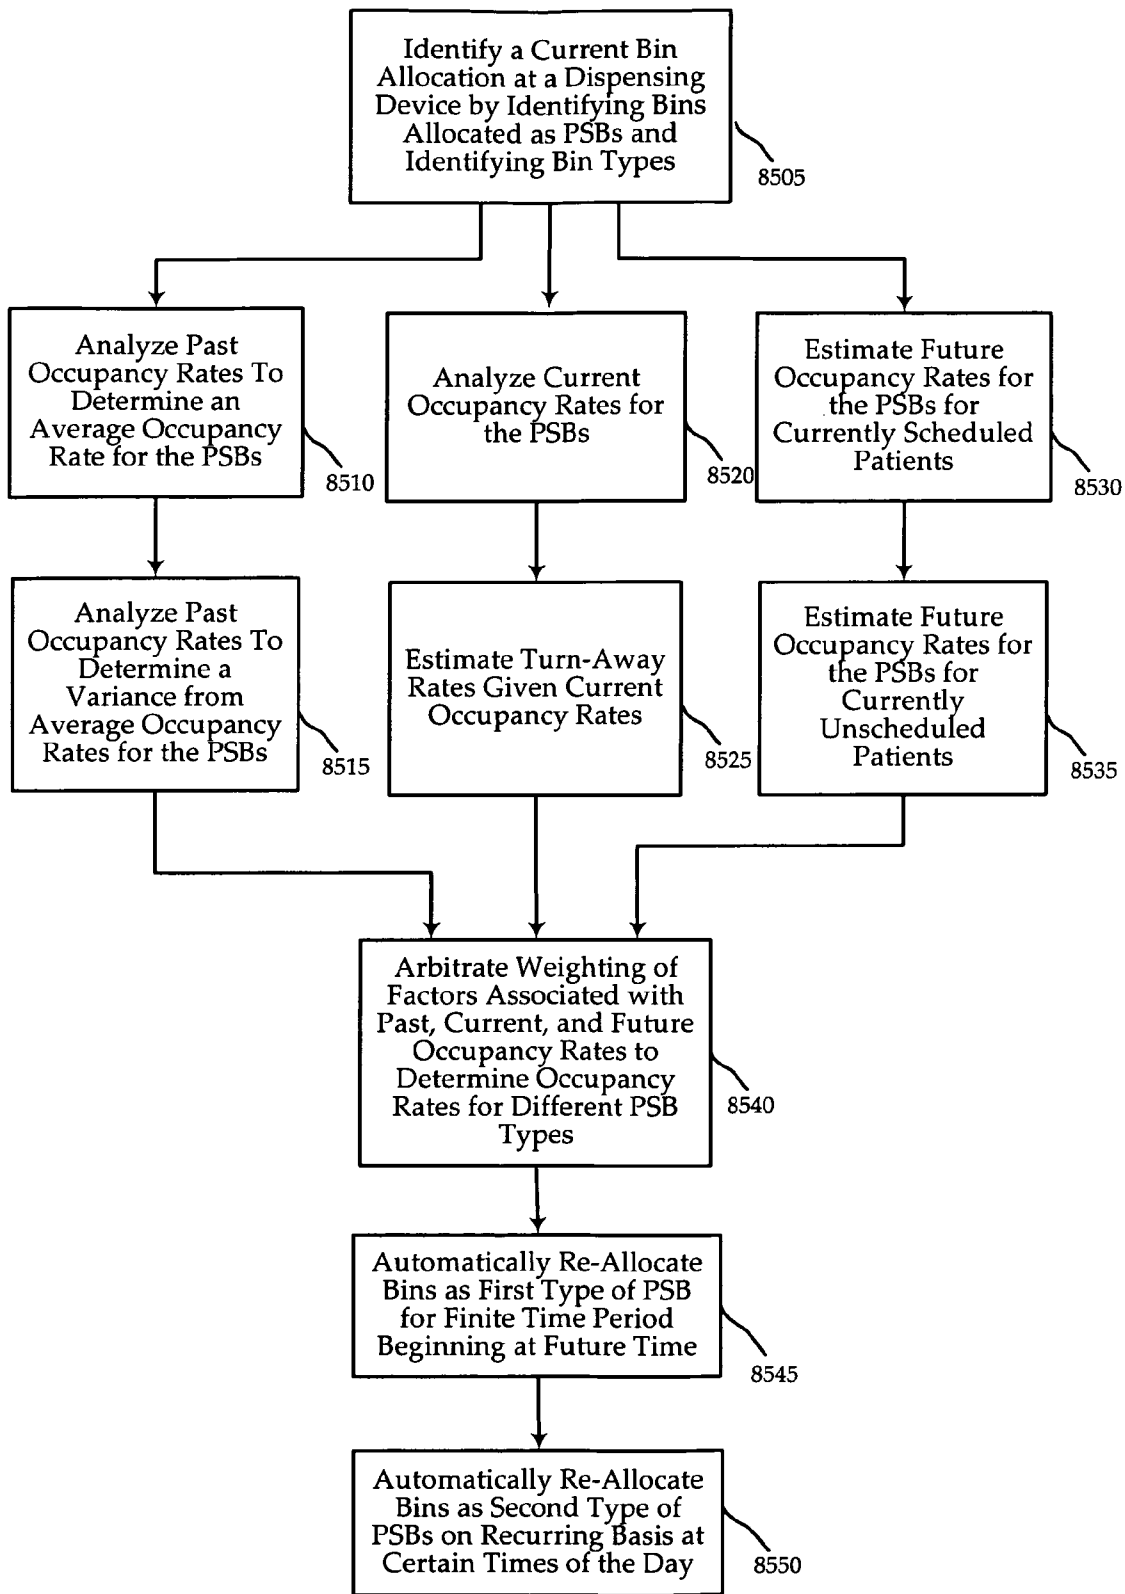 Identify a Current Bin
Allocation at a Dispensing
Device by Identifying Bins
Allocated as PSBs and
Identifying Bin Types
8505
Analyze Past
Occupancy Rates To
Determine an
Average Occupancy
Rate for the PSBs
8510
Analyze Current
Occupancy Rates for
the PSBs
8520
Estimate Future
Occupancy Rates for
the PSBs for
Currently Scheduled
Patients
8530
Analyze Past
Occupancy Rates To
Determine a
Variance from
Average Occupancy
Rates for the PSBs
8515
Estimate Turn-Away
Rates Given Current
Occupancy Rates
8525
Estimate Future
Occupancy Rates for
the PSBs for
Currently
Unscheduled
Patients
8535
Arbitrate Weighting of
Factors Associated with
Past, Current, and Future
Occupancy Rates to
Determine Occupancy
Rates for Different PSB
Types
8540
Automatically Re-Allocate
Bins as First Type of PSB
for Finite Time Period
Beginning at Future Time
8545
Automatically Re-Allocate
Bins as Second Type of
PSBs on Recurring Basis at
Certain Times of the Day
8550